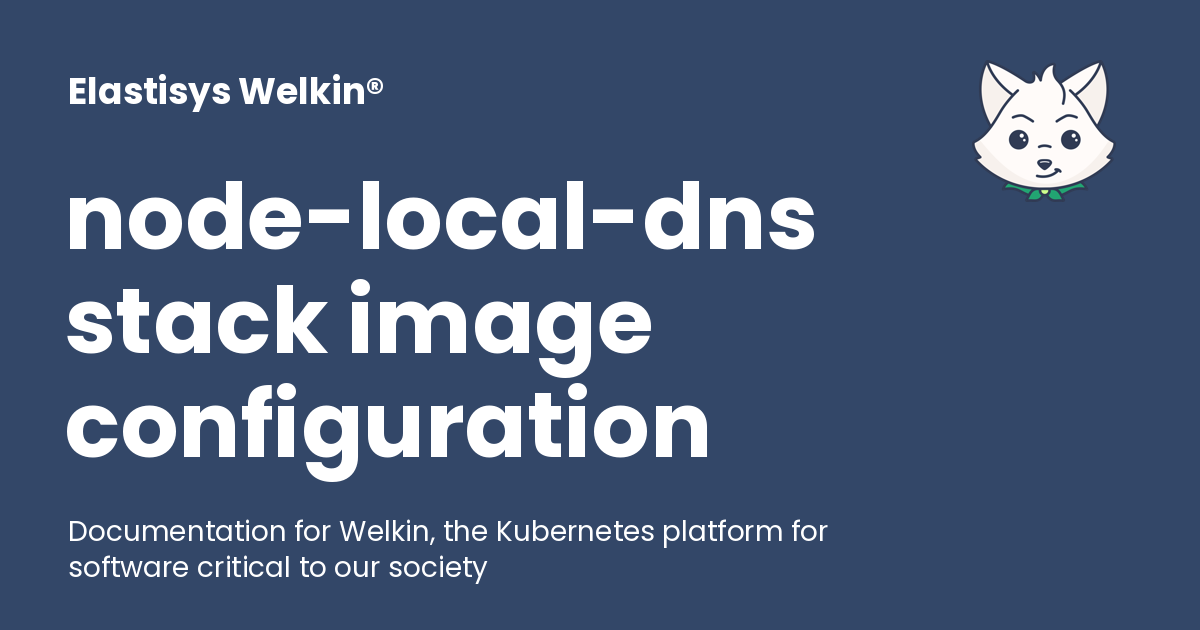 Elastisys Welkin®
node-local-dns
stack image
configuration
Documentation for Welkin, the Kubernetes platform for
software critical to our society